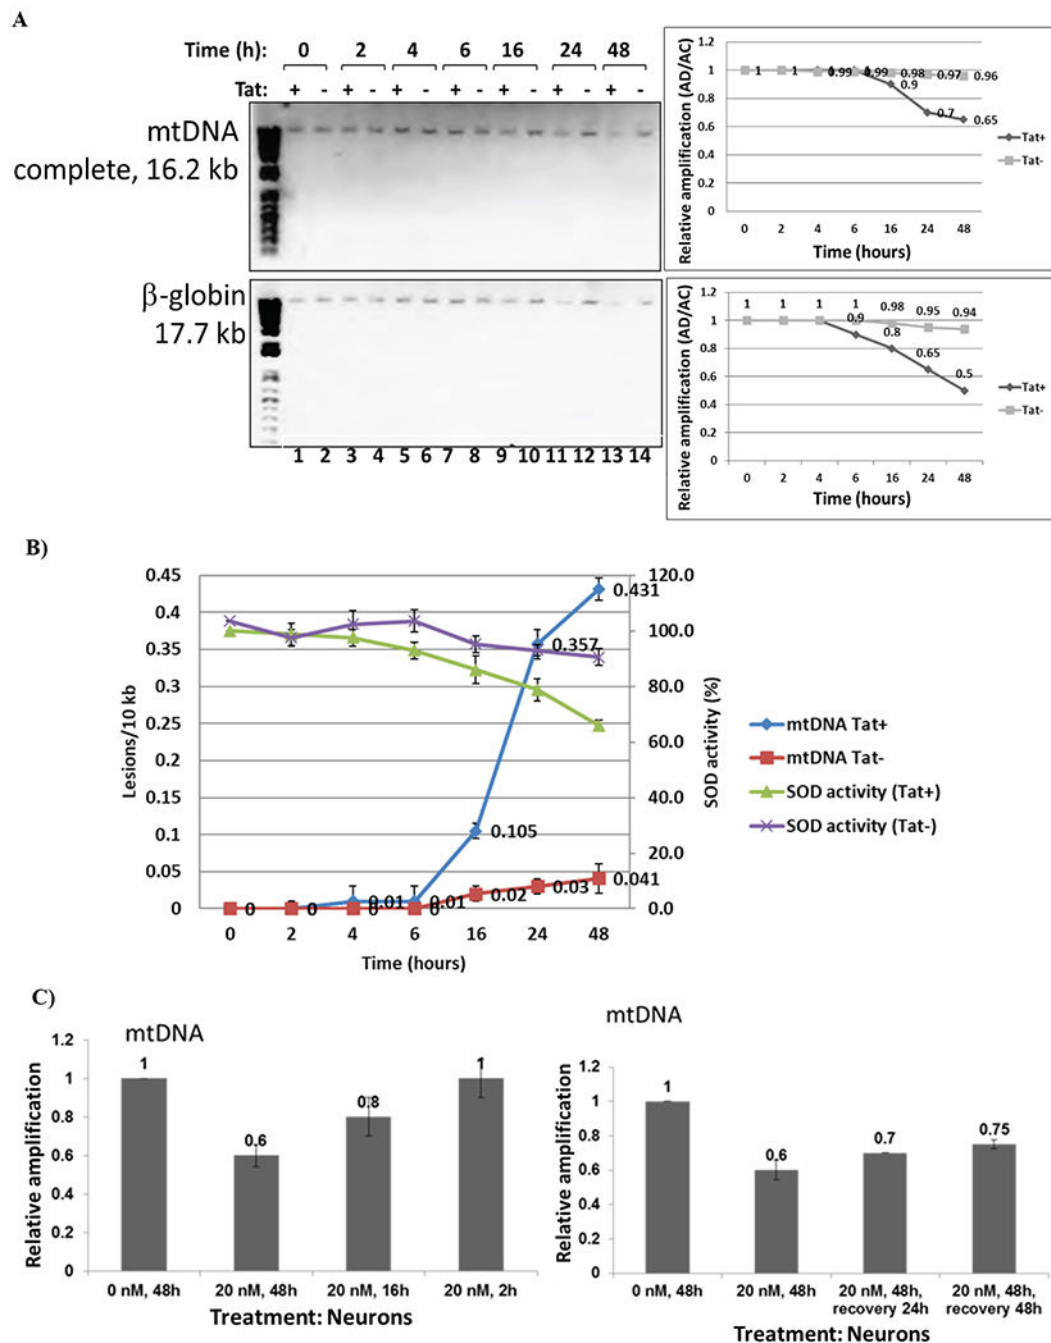 A
Time (h): 0 2 4 6 16 24 48
Tat: + - + - + - + - + - + - + -
mtDNA
complete, 16.2 kb
β-globin
17.7 kb
1 2 3 4 5 6 7 8 9 10 11 12 13 14
Relative amplification (AD/AC)
1.2
1
0.8
0.6
0.4
0.2
0
1 1 0.99 0.99 0.98 0.97 0.96
0.9
0.7
0.65
Tat+
Tat-
0 2 4 6 16 24 48
Time (hours)
Relative amplification (AD/AC)
1.2
1
0.8
0.6
0.4
0.2
0
1 1 1 1 0.98 0.95 0.94
0.9
0.8
0.65
0.5
Tat+
Tat-
0 2 4 6 16 24 48
Time (hours)
B)
Lesions/10 kb
0.45
0.4
0.35
0.3
0.25
0.2
0.15
0.1
0.05
0
0.431
0.357
0.105
0 0 0.01 0.01
0 0 0.02 0.03 0.041
120.0
100.0
80.0
60.0
40.0
20.0
0.0
SOD activity (%)
0 2 4 6 16 24 48
Time (hours)
mtDNA Tat+
mtDNA Tat-
SOD activity (Tat+)
SOD activity (Tat-)
C)
mtDNA
Relative amplification
1.2
1
0.8
0.6
0.4
0.2
0
1
0.6
0.8
1
0 nM, 48h 20 nM, 48h 20 nM, 16h 20 nM, 2h
Treatment: Neurons
mtDNA
Relative amplification
1.2
1
0.8
0.6
0.4
0.2
0
1
0.6
0.7
0.75
0 nM, 48h 20 nM, 48h 20 nM, 48h, 20 nM, 48h,
recovery 24h recovery 48h
Treatment: Neurons